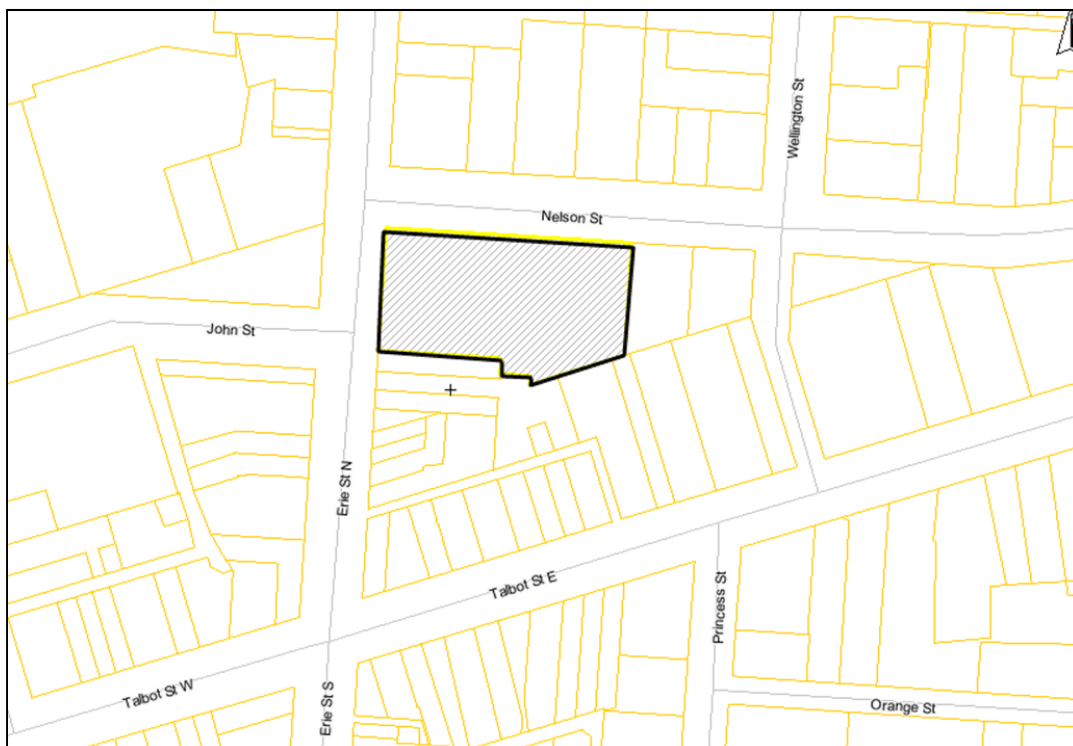 Wellington St
Nelson St
John St
Erie St N
Talbot St E
Princess St
Talbot St W
Erie St S
Orange St